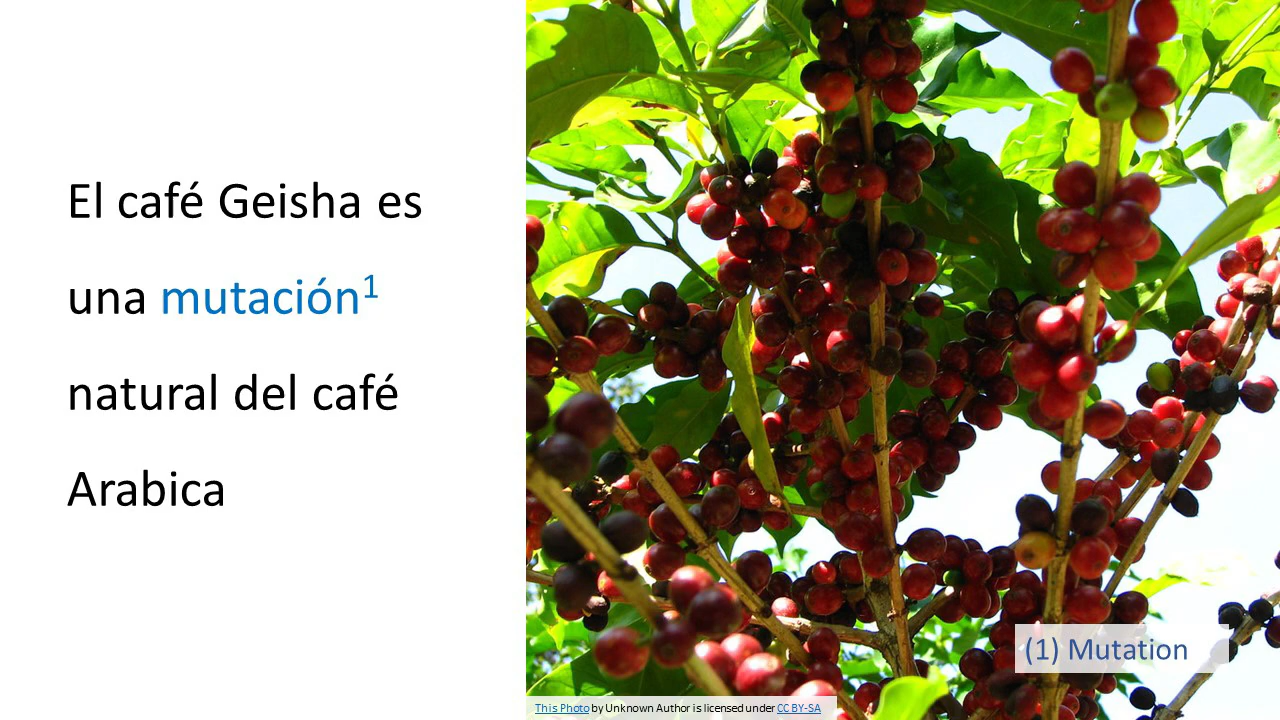 El café Geisha es
una mutación¹
natural del café
Arabica
(1) Mutation
This Photo by Unknown Author is licensed under CC BY-SA